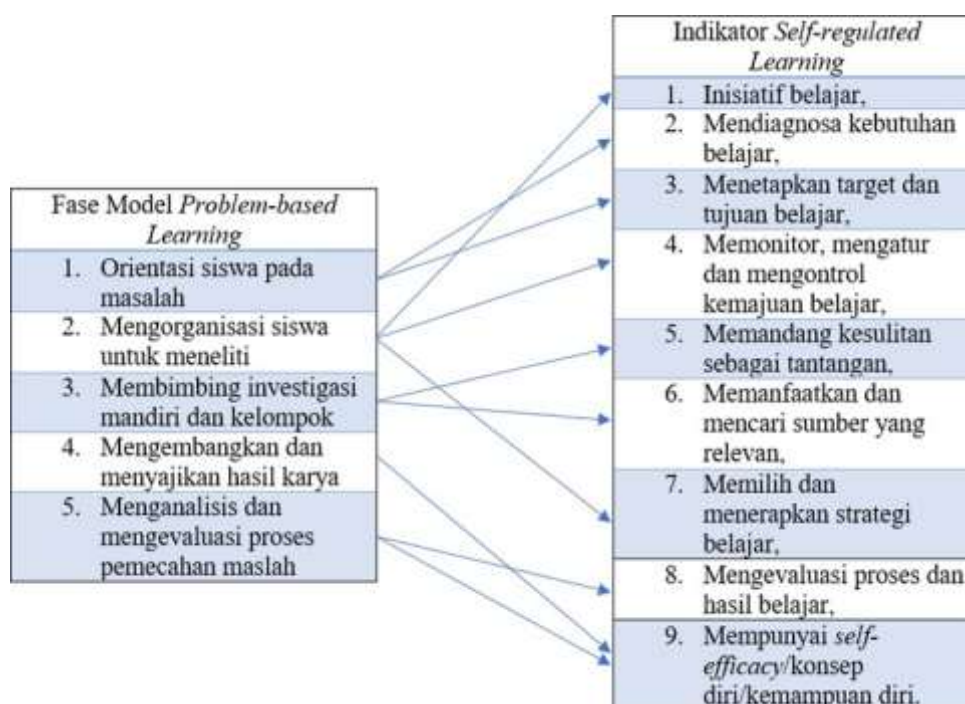 Fase Model Problem-based
Learning
1. Orientasi siswa pada
masalah
2. Mengorganisasi siswa
untuk meneliti
3. Membimbing investigasi
mandiri dan kelompok
4. Mengembangkan dan
menyajikan hasil karya
5. Menganalisis dan
mengevaluasi proses
pemecahan maslah
Indikator Self-regulated
Learning
1. Inisiatif belajar,
2. Mendiagnosa kebutuhan
belajar,
3. Menetapkan target dan
tujuan belajar,
4. Memonitor, mengatur
dan mengontrol
kemajuan belajar,
5. Memandang kesulitan
sebagai tantangan,
6. Memanfaatkan dan
mencari sumber yang
relevan,
7. Memilih dan
menerapkan strategi
belajar,
8. Mengevaluasi proses dan
hasil belajar,
9. Mempunyai self-
efficacy/konsep
diri/kemampuan diri.